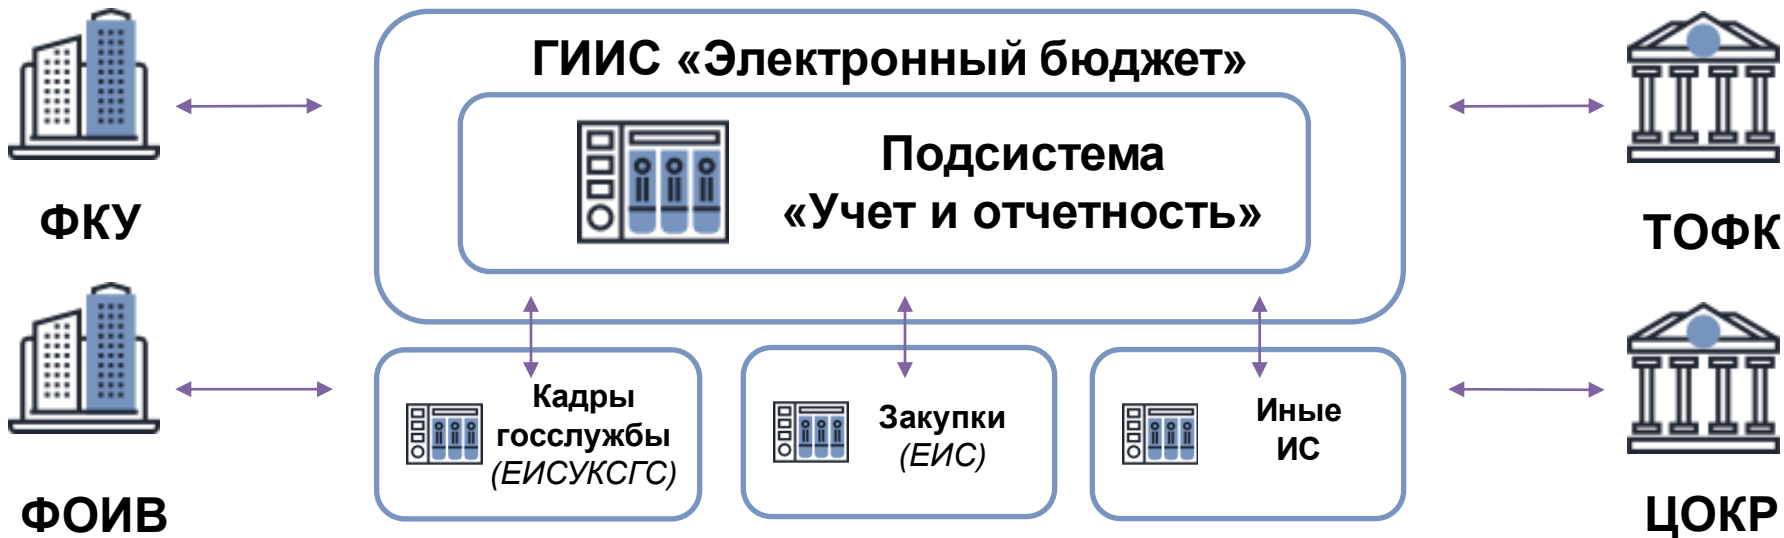 ГИИС «Электронный бюджет»
Подсистема
«Учет и отчетность»
ФКУ
ТОФК
ФОИВ
Кадры
госслужбы
(ЕИСУКСГС)
Закупки
(ЕИС)
Иные
ИС
ЦОКР